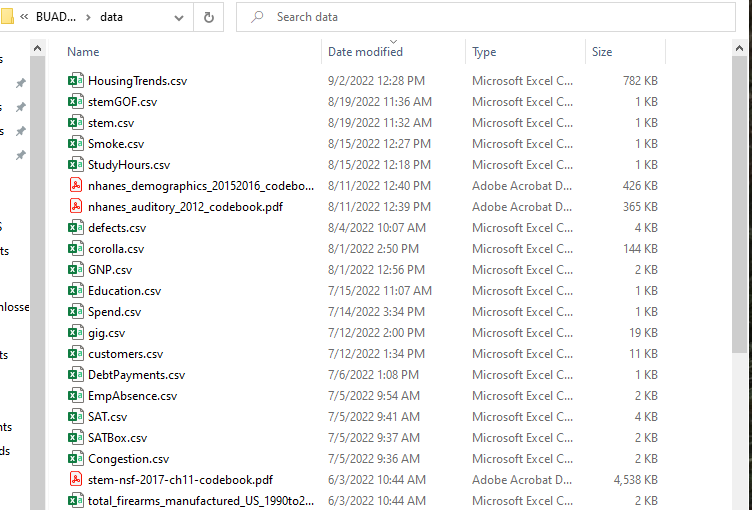 « BUAD... › data Search data
Name Date modified Type Size
HousingTrends.csv 9/2/2022 12:28 PM Microsoft Excel C... 782 KB
s
stemGOF.csv 8/19/2022 11:36 AM Microsoft Excel C... 1 KB
s stem.csv 8/19/2022 11:32 AM Microsoft Excel C... 1 KB
Smoke.csv 8/15/2022 12:27 PM Microsoft Excel C... 1 KB
StudyHours.csv 8/15/2022 12:18 PM Microsoft Excel C... 1 KB
nhanes_demographics_20152016_codebo... 8/11/2022 12:40 PM Adobe Acrobat D... 426 KB
nhanes_auditory_2012_codebook.pdf 8/11/2022 12:39 PM Adobe Acrobat D... 365 KB
defects.csv 8/4/2022 10:07 AM Microsoft Excel C... 4 KB
ts corolla.csv 8/1/2022 2:50 PM Microsoft Excel C... 144 KB
GNP.csv 8/1/2022 12:56 PM Microsoft Excel C... 2 KB
Education.csv 7/15/2022 11:07 AM Microsoft Excel C... 1 KB
nlosse Spend.csv 7/14/2022 3:34 PM Microsoft Excel C... 1 KB
gig.csv 7/12/2022 2:00 PM Microsoft Excel C... 19 KB
ts customers.csv 7/12/2022 1:34 PM Microsoft Excel C... 11 KB
DebtPayments.csv 7/6/2022 1:08 PM Microsoft Excel C... 1 KB
EmpAbsence.csv 7/5/2022 9:54 AM Microsoft Excel C... 2 KB
SAT.csv 7/5/2022 9:41 AM Microsoft Excel C... 4 KB
nts SATBox.csv 7/5/2022 9:37 AM Microsoft Excel C... 2 KB
ds Congestion.csv 7/5/2022 9:36 AM Microsoft Excel C... 2 KB
stem-nsf-2017-ch11-codebook.pdf 6/3/2022 10:44 AM Adobe Acrobat D... 4,538 KB
total_firearms_manufactured_US_1990to2... 6/3/2022 10:44 AM Microsoft Excel C... 2 KB